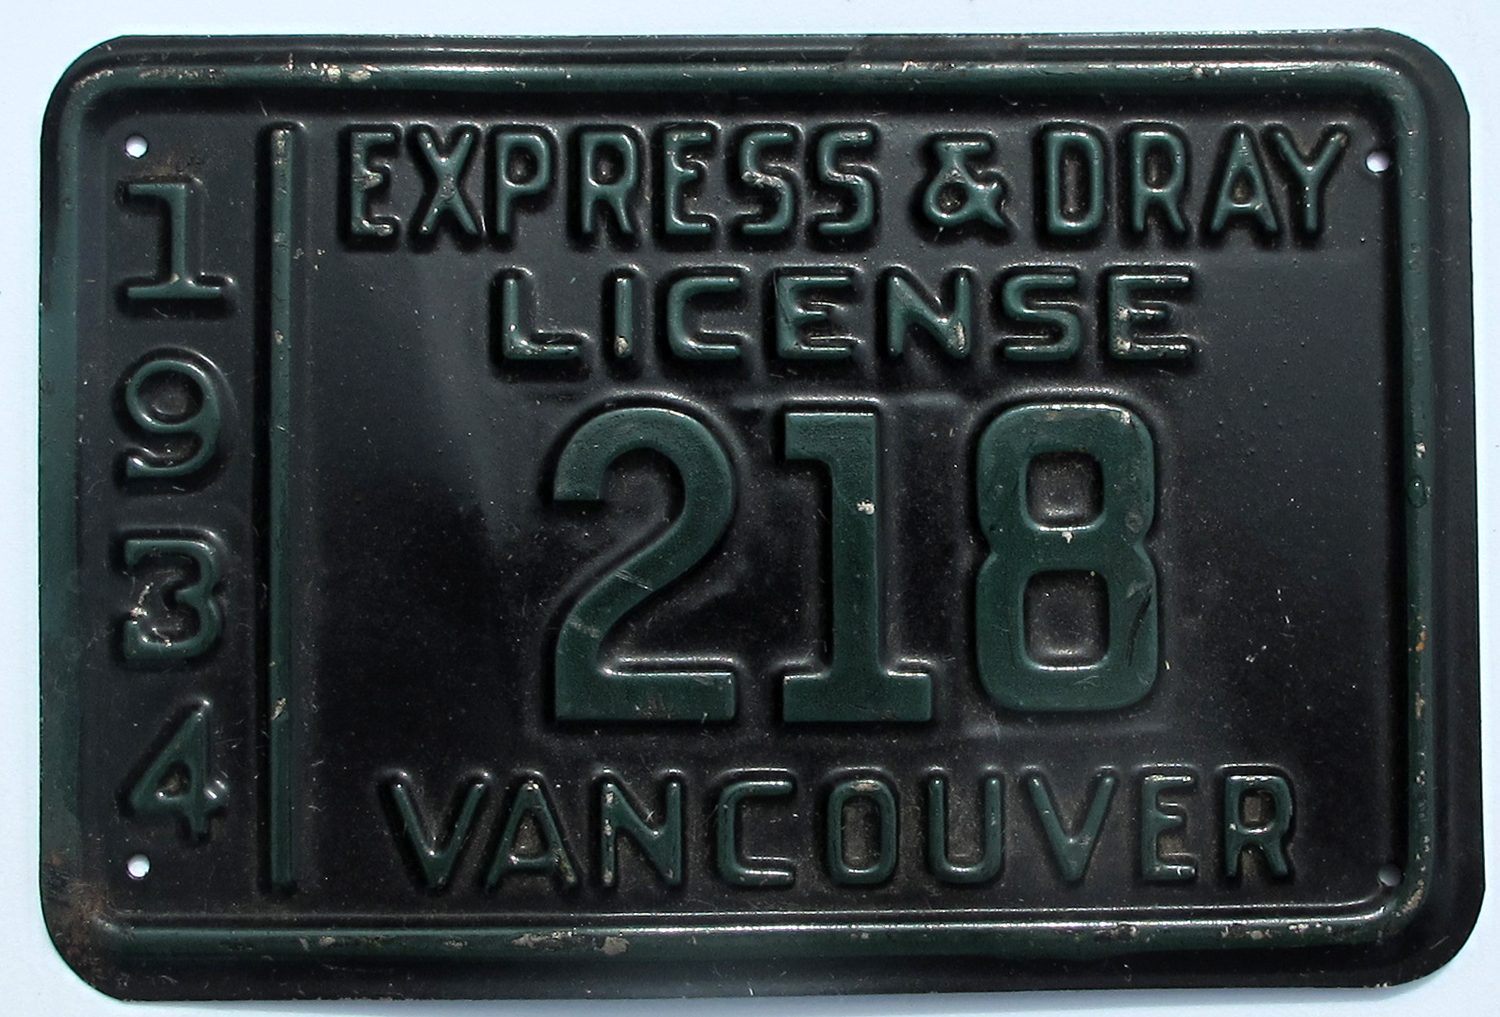 1934
EXPRESS & DRAY
LICENSE
218
VANCOUVER